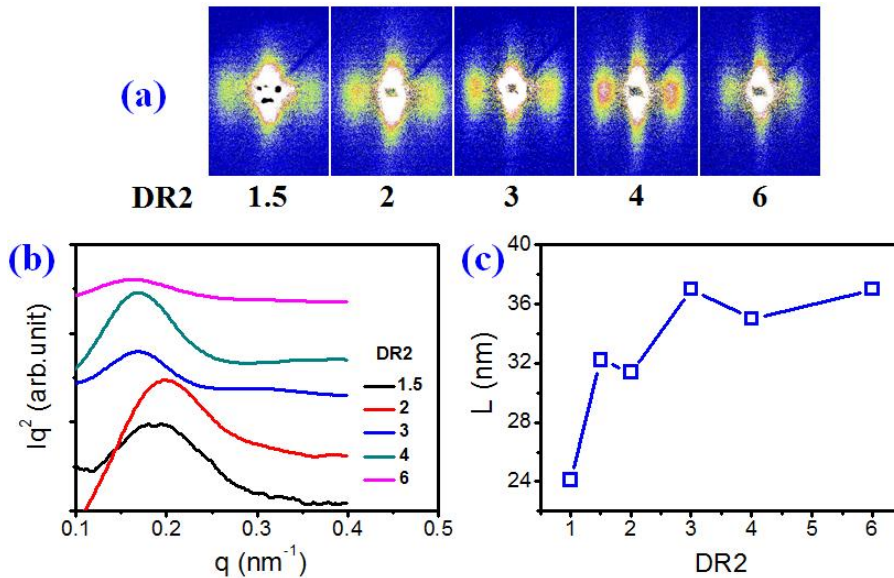 (a)
DR2 1.5 2 3 4 6
(b)
Iq² (arb.unit)
DR2
1.5
2
3
4
6
0.1 0.2 0.3 0.4 0.5
q (nm⁻¹)
(c)
L (nm)
40
36
32
28
24
1 2 3 4 5 6
DR2